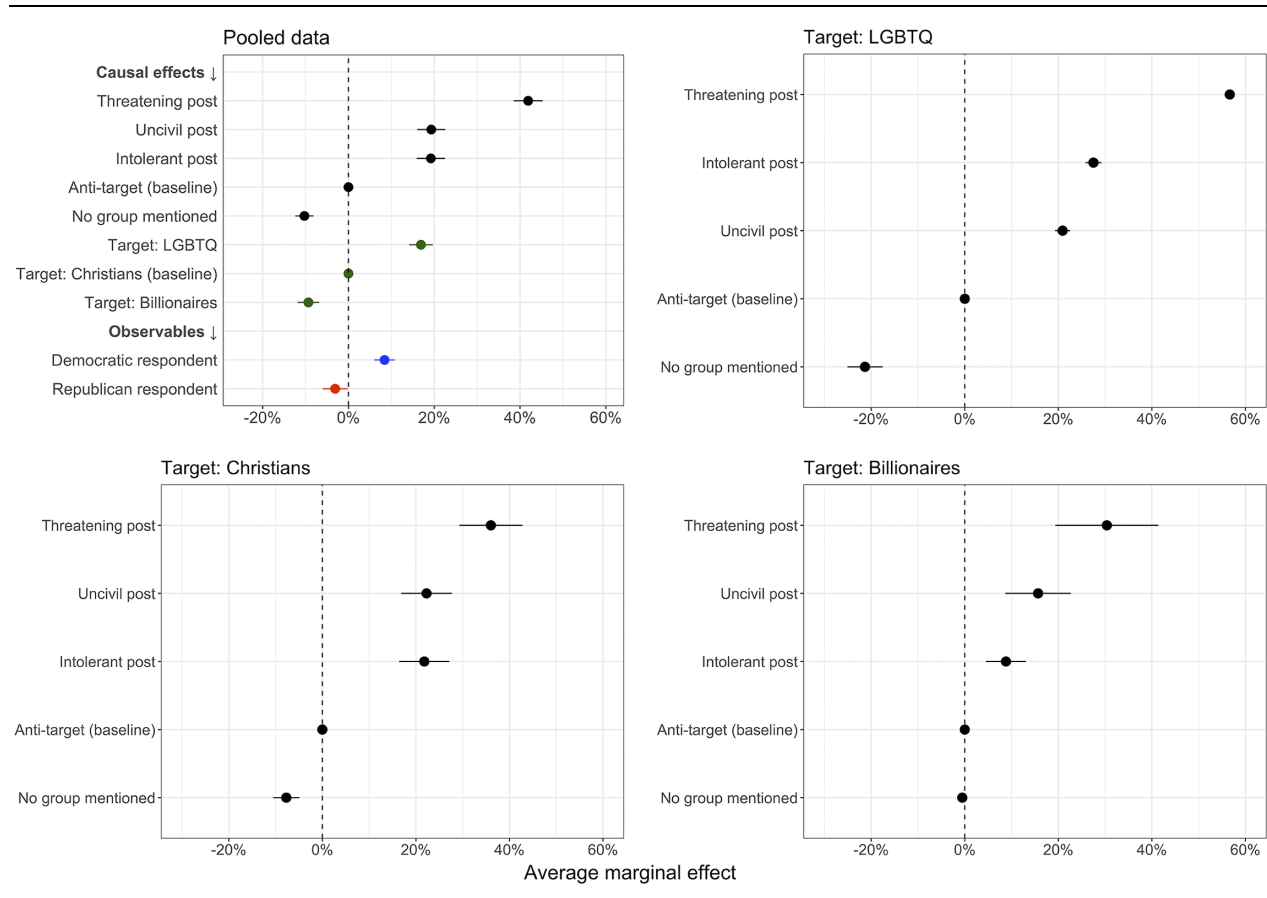 Pooled data
Causal effects ↓
Threatening post
Uncivil post
Intolerant post
Anti-target (baseline)
No group mentioned
Target: LGBTQ
Target: Christians (baseline)
Target: Billionaires
Observables ↓
Democratic respondent
Republican respondent
-20% 0% 20% 40% 60%
Target: LGBTQ
Threatening post
Intolerant post
Uncivil post
Anti-target (baseline)
No group mentioned
-20% 0% 20% 40% 60%
Target: Christians
Threatening post
Uncivil post
Intolerant post
Anti-target (baseline)
No group mentioned
-20% 0% 20% 40% 60%
Target: Billionaires
Threatening post
Uncivil post
Intolerant post
Anti-target (baseline)
No group mentioned
-20% 0% 20% 40% 60%
Average marginal effect